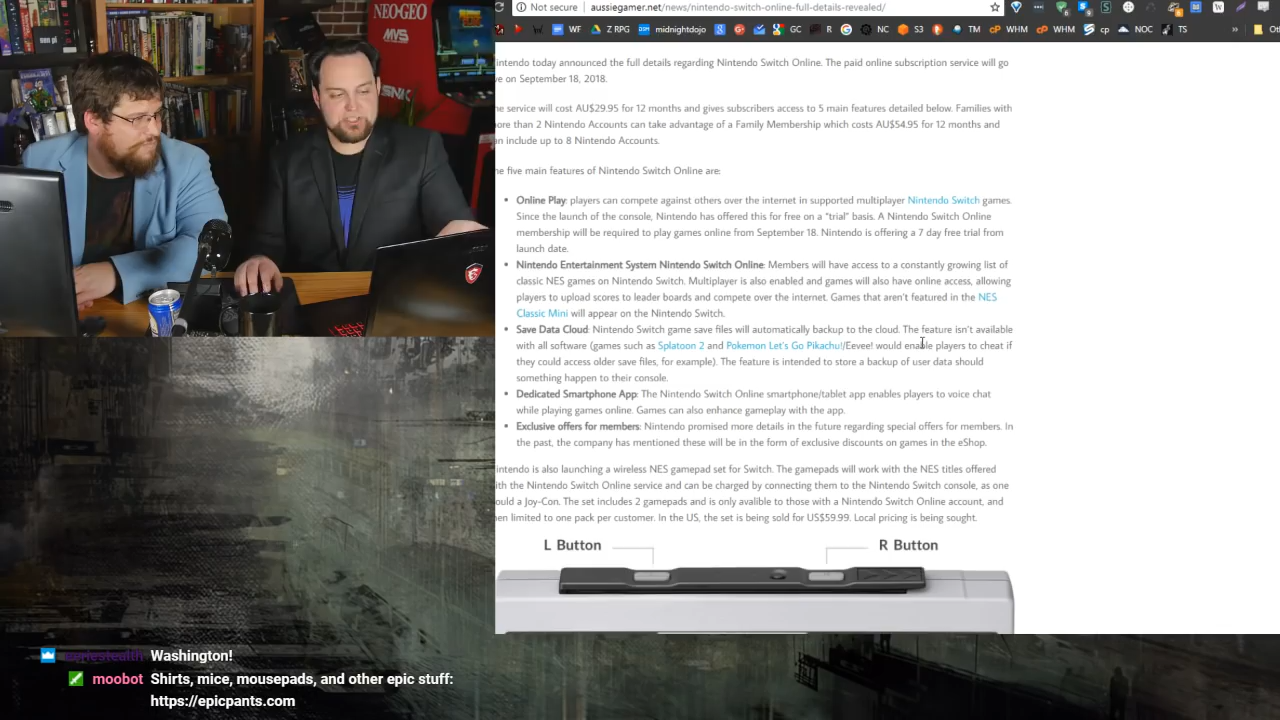 NEO·GEO
MVS
SNK
Not secure | aussiegamer.net/news/nintendo-switch-online-full-details-revealed/
WF Z RPG midnightdojo GC R NC S3 TM WHM WHM cp NOC TS »
intendo today announced the full details regarding Nintendo Switch Online. The paid online subscription service will go
ve on September 18, 2018.
he service will cost AU$29.95 for 12 months and gives subscribers access to 5 main features detailed below. Families with
ore than 2 Nintendo Accounts can take advantage of a Family Membership which costs AU$54.95 for 12 months and
an include up to 8 Nintendo Accounts.
he five main features of Nintendo Switch Online are:
• Online Play: players can compete against others over the internet in supported multiplayer Nintendo Switch games.
Since the launch of the console, Nintendo has offered this for free on a “trial” basis. A Nintendo Switch Online
membership will be required to play games online from September 18. Nintendo is offering a 7 day free trial from
launch date.
• Nintendo Entertainment System Nintendo Switch Online: Members will have access to a constantly growing list of
classic NES games on Nintendo Switch. Multiplayer is also enabled and games will also have online access, allowing
players to upload scores to leader boards and compete over the internet. Games that aren't featured in the NES
Classic Mini will appear on the Nintendo Switch.
• Save Data Cloud: Nintendo Switch game save files will automatically backup to the cloud. The feature isn't available
with all software (games such as Splatoon 2 and Pokemon Let's Go Pikachu!/Eevee! would enable players to cheat if
they could access older save files, for example). The feature is intended to store a backup of user data should
something happen to their console.
• Dedicated Smartphone App: The Nintendo Switch Online smartphone/tablet app enables players to voice chat
while playing games online. Games can also enhance gameplay with the app.
• Exclusive offers for members: Nintendo promised more details in the future regarding special offers for members. In
the past, the company has mentioned these will be in the form of exclusive discounts on games in the eShop.
intendo is also launching a wireless NES gamepad set for Switch. The gamepads will work with the NES titles offered
ith the Nintendo Switch Online service and can be charged by connecting them to the Nintendo Switch console, as one
ould a Joy-Con. The set includes 2 gamepads and is only avalible to those with a Nintendo Switch Online account, and
en limited to one pack per customer. In the US, the set is being sold for US$59.99. Local pricing is being sought.
L Button R Button
Washington!
moobot Shirts, mice, mousepads, and other epic stuff:
https://epicpants.com